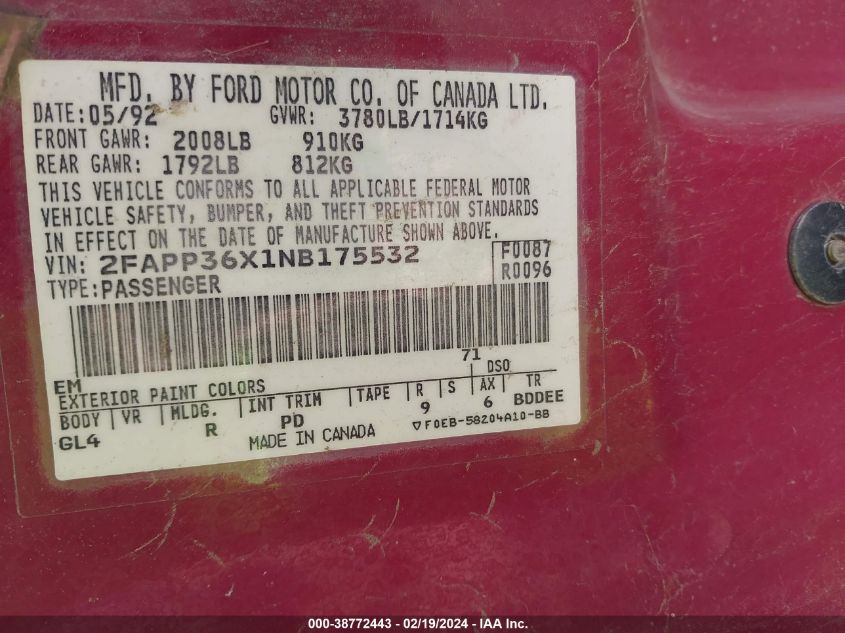 MFD. BY FORD MOTOR CO. OF CANADA LTD.
DATE: 05/92 GVWR: 3780LB/1714KG
FRONT GAWR: 2008LB 910KG
REAR GAWR: 1792LB 812KG
THIS VEHICLE CONFORMS TO ALL APPLICABLE FEDERAL MOTOR
VEHICLE SAFETY, BUMPER, AND THEFT PREVENTION STANDARDS
IN EFFECT ON THE DATE OF MANUFACTURE SHOWN ABOVE.
VIN: 2FAPP36X1NB175532 F0087
TYPE: PASSENGER R0096
71
EM DSO
EXTERIOR PAINT COLORS
BODY VR MLDG. INT TRIM TAPE R S AX TR
GL4 R PD 9 6 BDDEE
MADE IN CANADA ▽F0EB-58204A10-BB
000-38772443 - 02/19/2024 - IAA Inc.